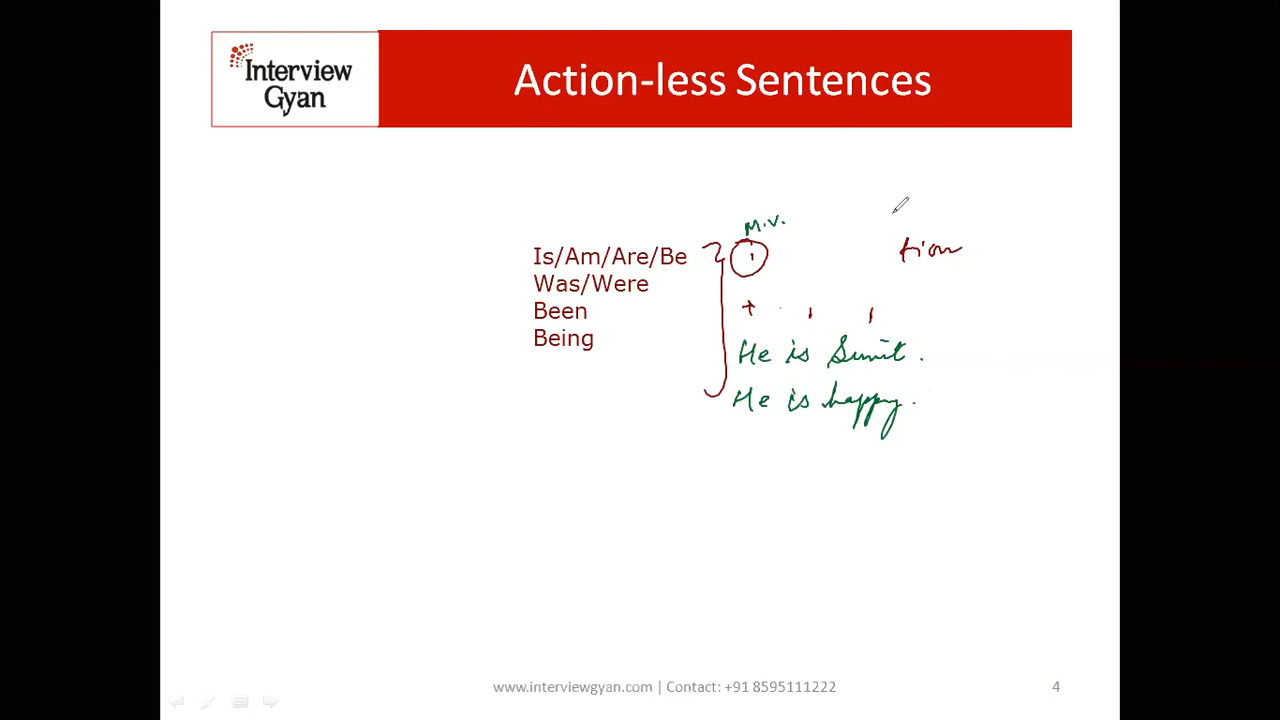 Interview
Gyan
Action-less Sentences
M.V.
Is/Am/Are/Be
tion
Was/Were
Been
Being
He is Sumit.
He is happy.
www.interviewgyan.com | Contact: +91 8595111222
4